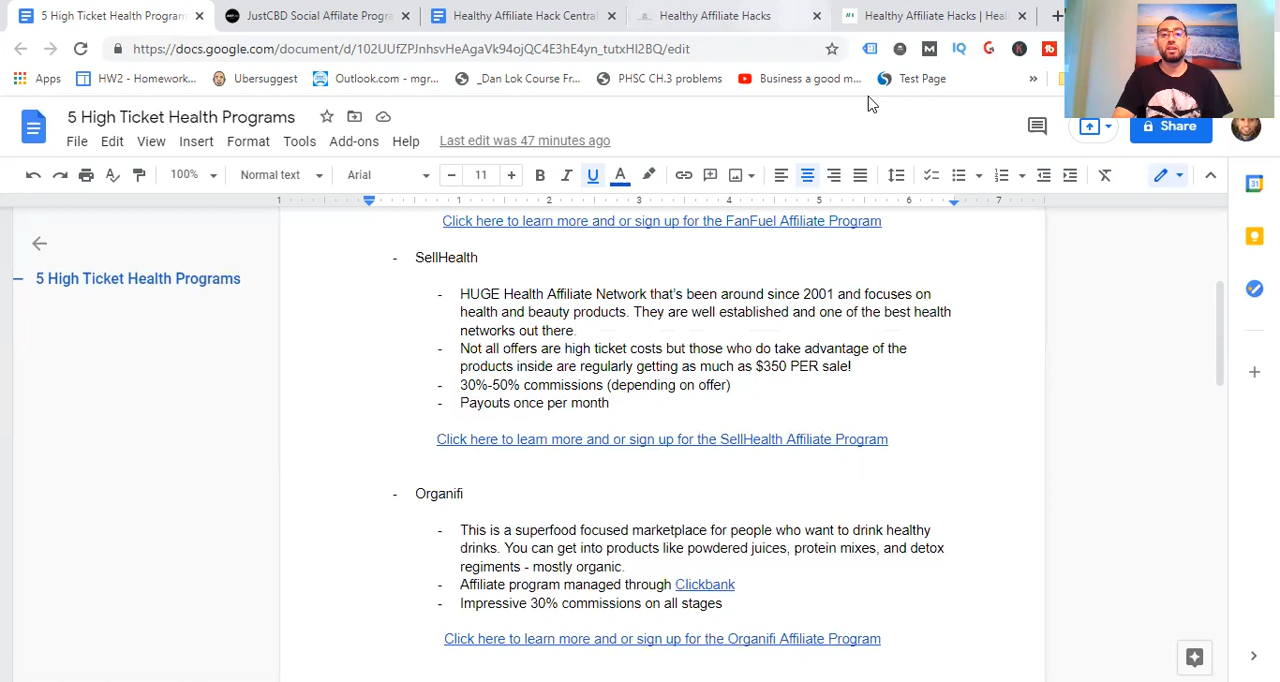 5 High Ticket Health Program
JustCBD Social Affilate Progra
Healthy Affiliate Hack Central
Healthy Affiliate Hacks
Healthy Affiliate Hacks | Heal
https://docs.google.com/document/d/102UUfZPJnhsvHeAgaVk94ojQC4E3hE4yn_tutxHI2BQ/edit
Apps
HW2 - Homework...
Ubersuggest
Outlook.com - mgr...
_Dan Lok Course Fr...
PHSC CH.3 problems
Business a good m...
Test Page
»
5 High Ticket Health Programs
File Edit View Insert Format Tools Add-ons Help
Last edit was 47 minutes ago
Share
100%
Normal text
Arial
11
1 1 2 3 4 5 6 7
5 High Ticket Health Programs
Click here to learn more and or sign up for the FanFuel Affiliate Program
- SellHealth
- HUGE Health Affiliate Network that's been around since 2001 and focuses on
health and beauty products. They are well established and one of the best health
networks out there.
- Not all offers are high ticket costs but those who do take advantage of the
products inside are regularly getting as much as $350 PER sale!
- 30%-50% commissions (depending on offer)
- Payouts once per month
Click here to learn more and or sign up for the SellHealth Affiliate Program
- Organifi
- This is a superfood focused marketplace for people who want to drink healthy
drinks. You can get into products like powdered juices, protein mixes, and detox
regiments - mostly organic.
- Affiliate program managed through Clickbank
- Impressive 30% commissions on all stages
Click here to learn more and or sign up for the Organifi Affiliate Program